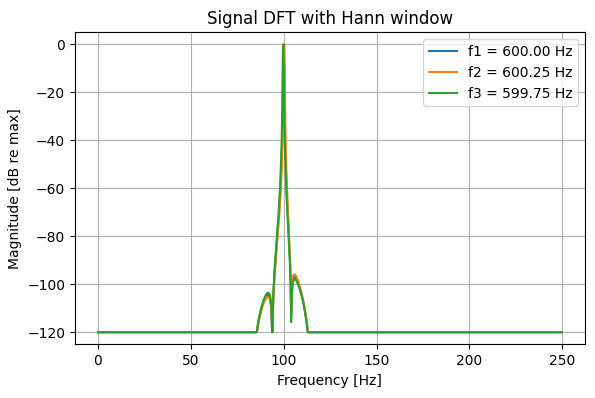 Signal DFT with Hann window
f1 = 600.00 Hz
f2 = 600.25 Hz
f3 = 599.75 Hz
Magnitude [dB re max]
0
−20
−40
−60
−80
−100
−120
0 50 100 150 200 250
Frequency [Hz]